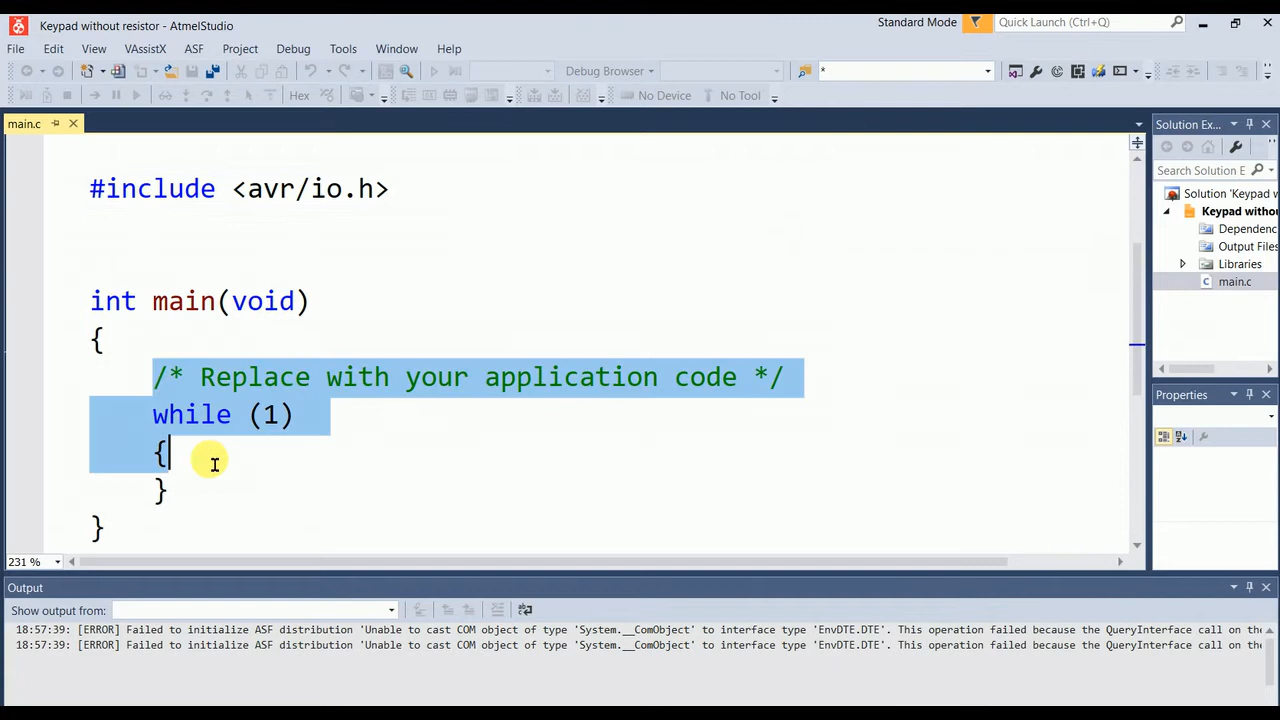 Keypad without resistor - AtmelStudio
Standard Mode
Quick Launch (Ctrl+Q)
File Edit View VAssistX ASF Project Debug Tools Window Help
Debug Browser
*
Hex
No Device
No Tool
main.c
#include <avr/io.h>
int main(void)
{
/* Replace with your application code */
while (1)
{
}
}
231 %
Solution Ex...
Search Solution E
Solution 'Keypad w
Keypad witho
Dependenc
Output Files
Libraries
main.c
Properties
Output
Show output from:
18:57:39: [ERROR] Failed to initialize ASF distribution 'Unable to cast COM object of type 'System.__ComObject' to interface type 'EnvDTE.DTE'. This operation failed because the QueryInterface call on the
18:57:39: [ERROR] Failed to initialize ASF distribution 'Unable to cast COM object of type 'System.__ComObject' to interface type 'EnvDTE.DTE'. This operation failed because the QueryInterface call on the